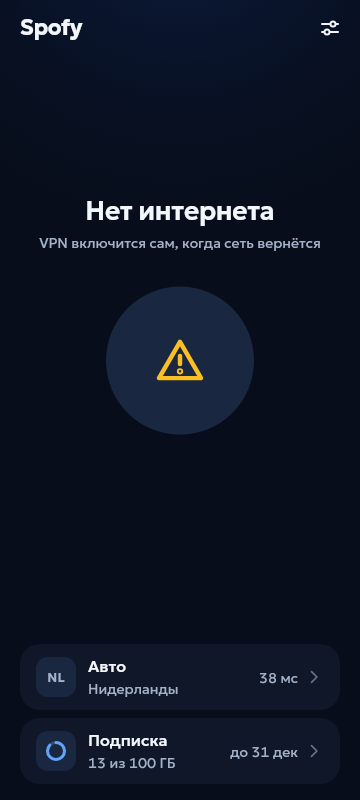 Spofy
Нет интернета
VPN включится сам, когда сеть вернётся
NL
Авто
Нидерланды
38 мс
Подписка
13 из 100 ГБ
до 31 дек